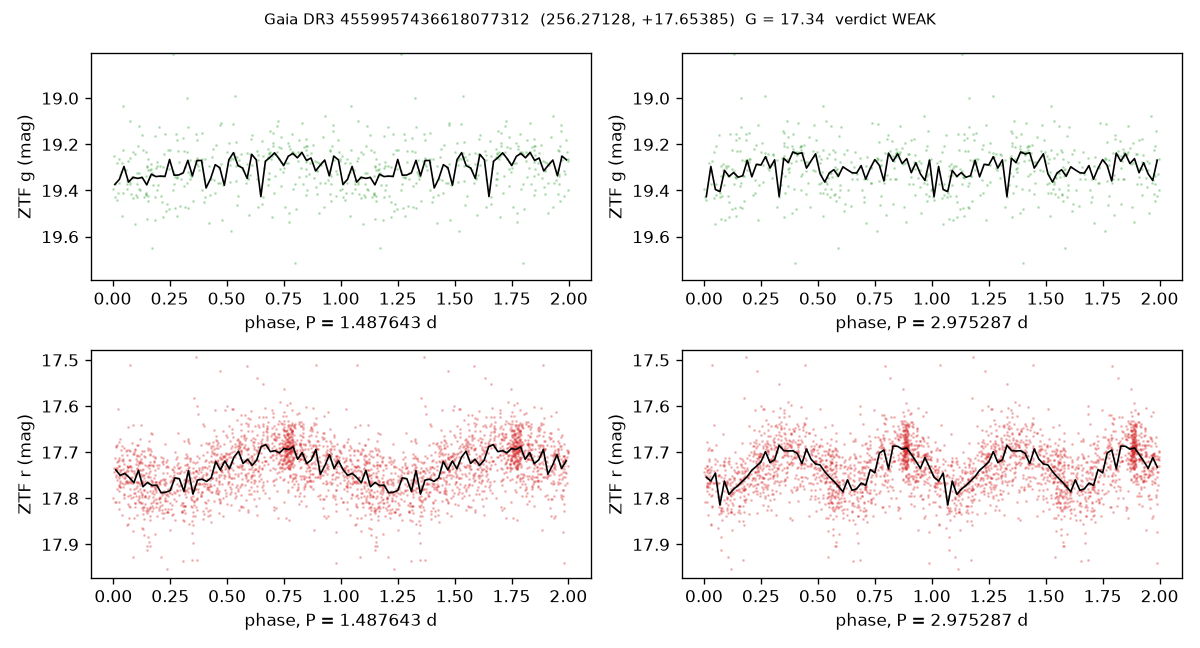 Gaia DR3 4559957436618077312 (256.27128, +17.65385) G = 17.34 verdict WEAK
ZTF g (mag)
19.0
19.2
19.4
19.6
0.00 0.25 0.50 0.75 1.00 1.25 1.50 1.75 2.00
phase, P = 1.487643 d
ZTF g (mag)
19.0
19.2
19.4
19.6
0.00 0.25 0.50 0.75 1.00 1.25 1.50 1.75 2.00
phase, P = 2.975287 d
ZTF r (mag)
17.5
17.6
17.7
17.8
17.9
0.00 0.25 0.50 0.75 1.00 1.25 1.50 1.75 2.00
phase, P = 1.487643 d
ZTF r (mag)
17.5
17.6
17.7
17.8
17.9
0.00 0.25 0.50 0.75 1.00 1.25 1.50 1.75 2.00
phase, P = 2.975287 d